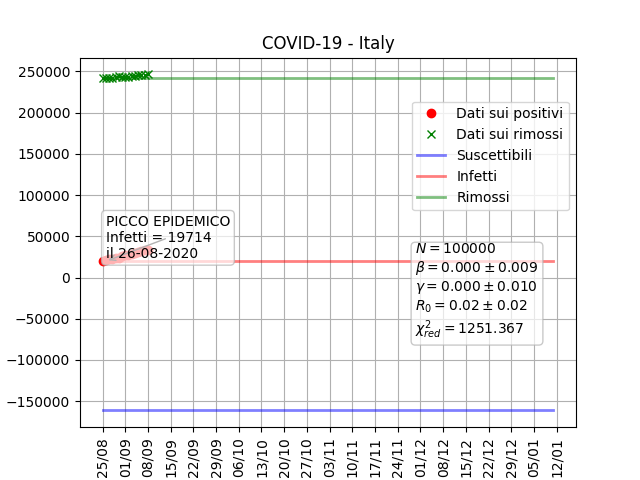 COVID-19 - Italy
250000
200000
150000
100000
50000
0
−50000
−100000
−150000
Dati sui positivi
Dati sui rimossi
Suscettibili
Infetti
Rimossi
PICCO EPIDEMICO
Infetti = 19714
il 26-08-2020
N = 100000
β = 0.000 ± 0.009
γ = 0.000 ± 0.010
R₀ = 0.02 ± 0.02
χ²_red = 1251.367
25/08
01/09
08/09
15/09
22/09
29/09
06/10
13/10
20/10
27/10
03/11
10/11
17/11
24/11
01/12
08/12
15/12
22/12
29/12
05/01
12/01